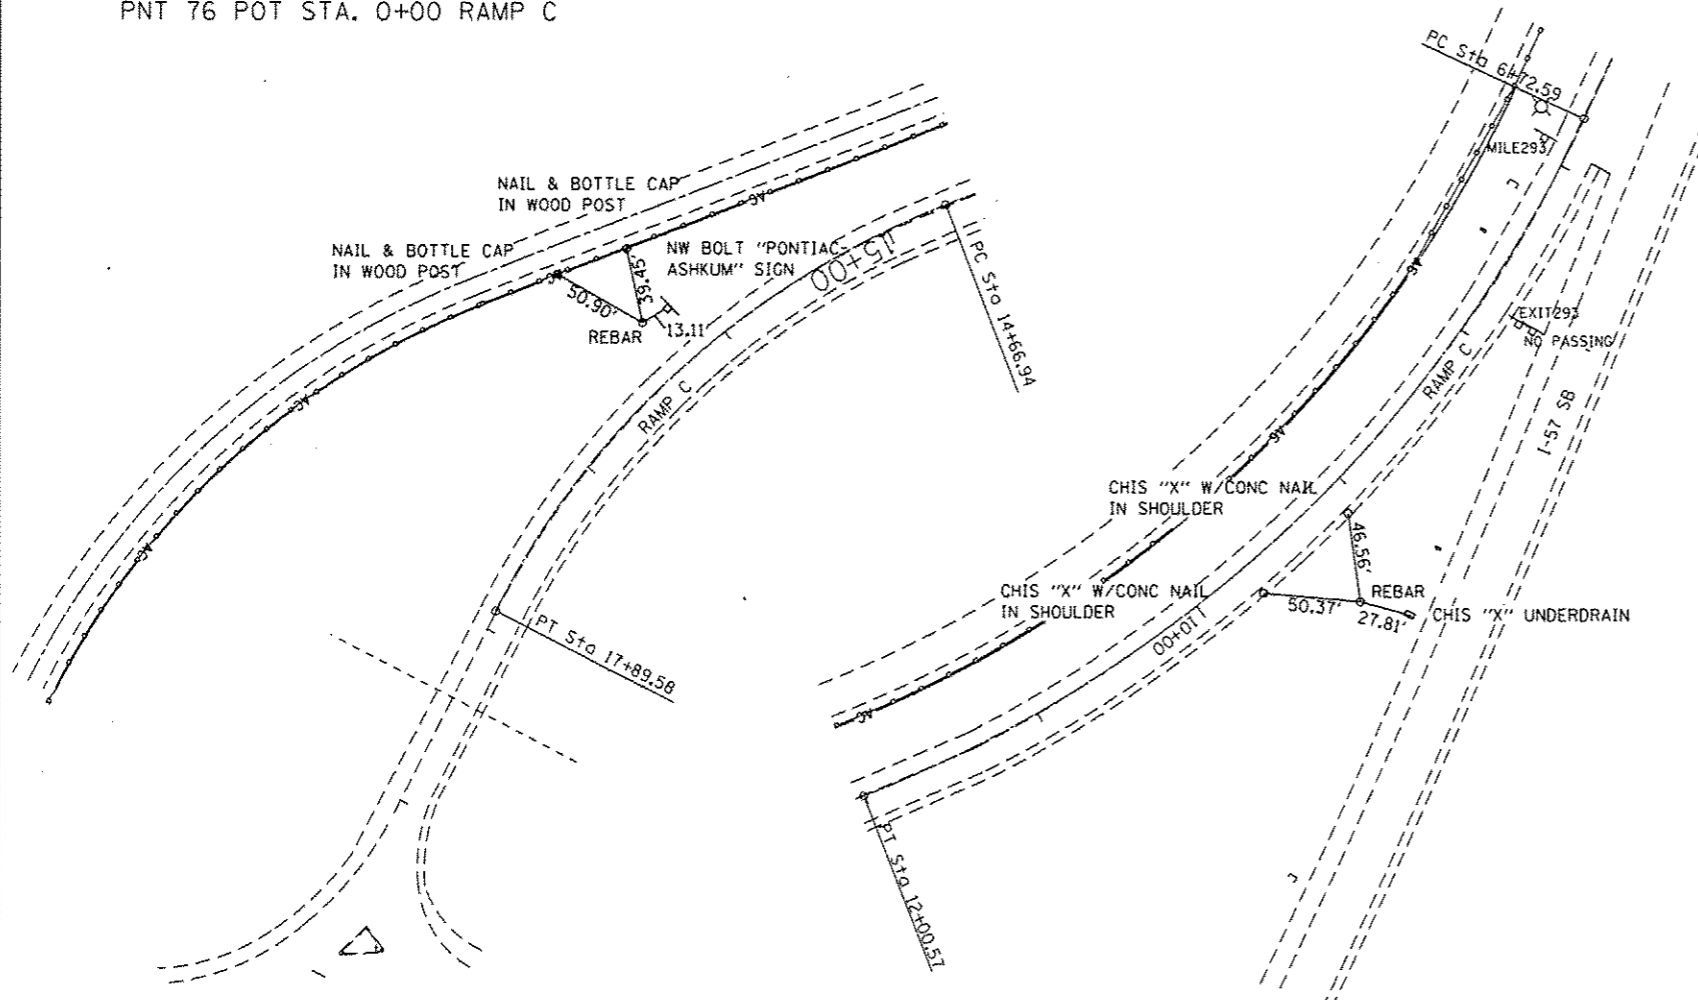 PNT 76 POT STA. 0+00 RAMP C
PC Sta 6+72.59
MILE293
NAIL & BOTTLE CAP
IN WOOD POST
NAIL & BOTTLE CAP
IN WOOD POST
NW BOLT "PONTIAC-
ASHKUM" SIGN
50.90'
39.45'
REBAR
13.11
15+00
PC Sta 14+66.94
RAMP C
EXIT293
NO PASSING
RAMP C
I-57 SB
CHIS "X" W/CONC NAIL
IN SHOULDER
CHIS "X" W/CONC NAIL
IN SHOULDER
46.56'
REBAR
50.37'
27.81'
CHIS "X" UNDERDRAIN
10+00
PT Sta 17+89.58
PT Sta 12+00.57